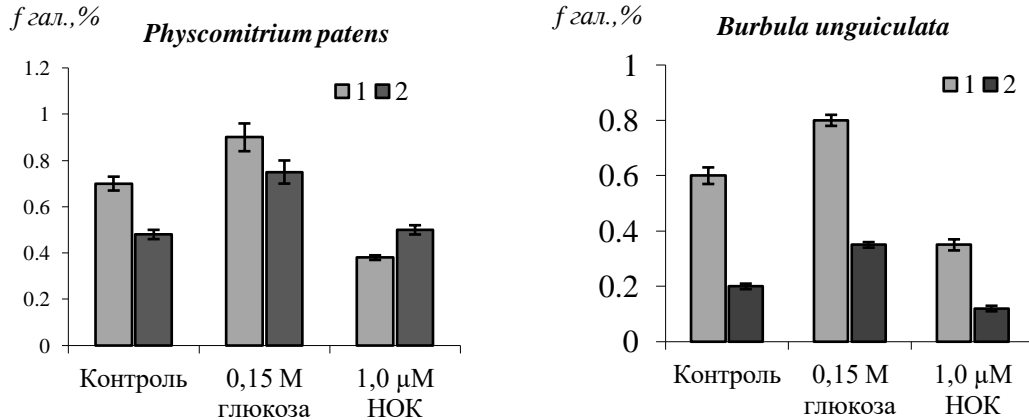 f гал.,%
Physcomitrium patens
1.2
1
0.8
0.6
0.4
0.2
0
1 2
Контроль
0,15 М
глюкоза
1,0 µM
НОК
f гал.,%
Burbula unguiculata
1
0.8
0.6
0.4
0.2
0
1 2
Контроль
0,15 М
глюкоза
1,0 µM
НОК